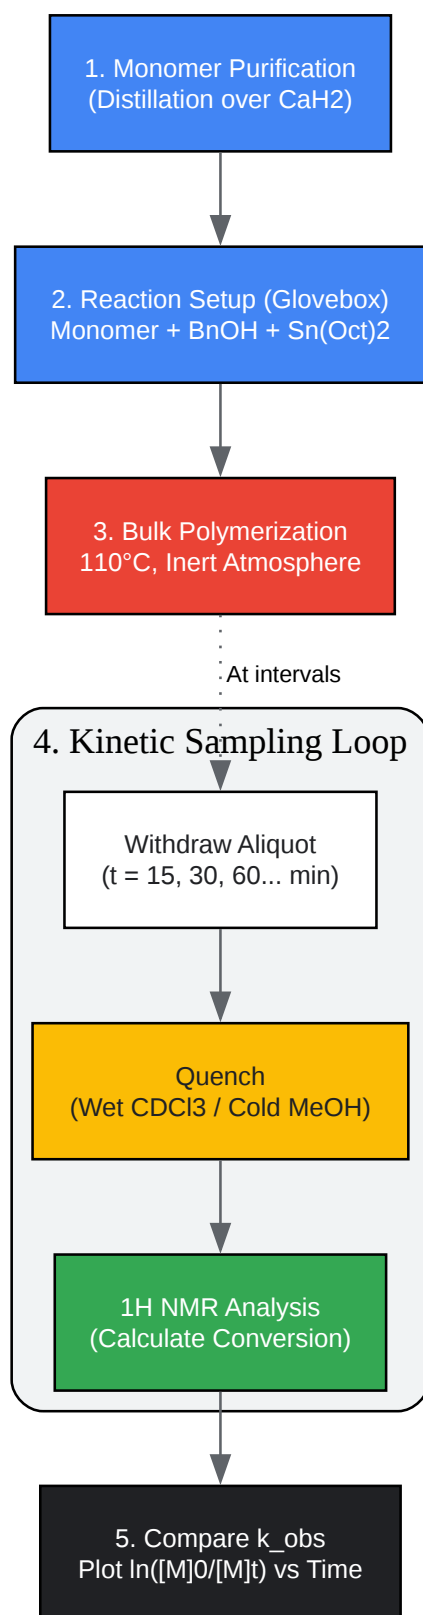 1. Monomer Purification
(Distillation over CaH2)
2. Reaction Setup (Glovebox)
Monomer + BnOH + Sn(Oct)2
3. Bulk Polymerization
110°C, Inert Atmosphere
At intervals
4. Kinetic Sampling Loop
Withdraw Aliquot
(t = 15, 30, 60... min)
Quench
(Wet CDCl3 / Cold MeOH)
1H NMR Analysis
(Calculate Conversion)
5. Compare k_obs
Plot ln([M]0/[M]t) vs Time